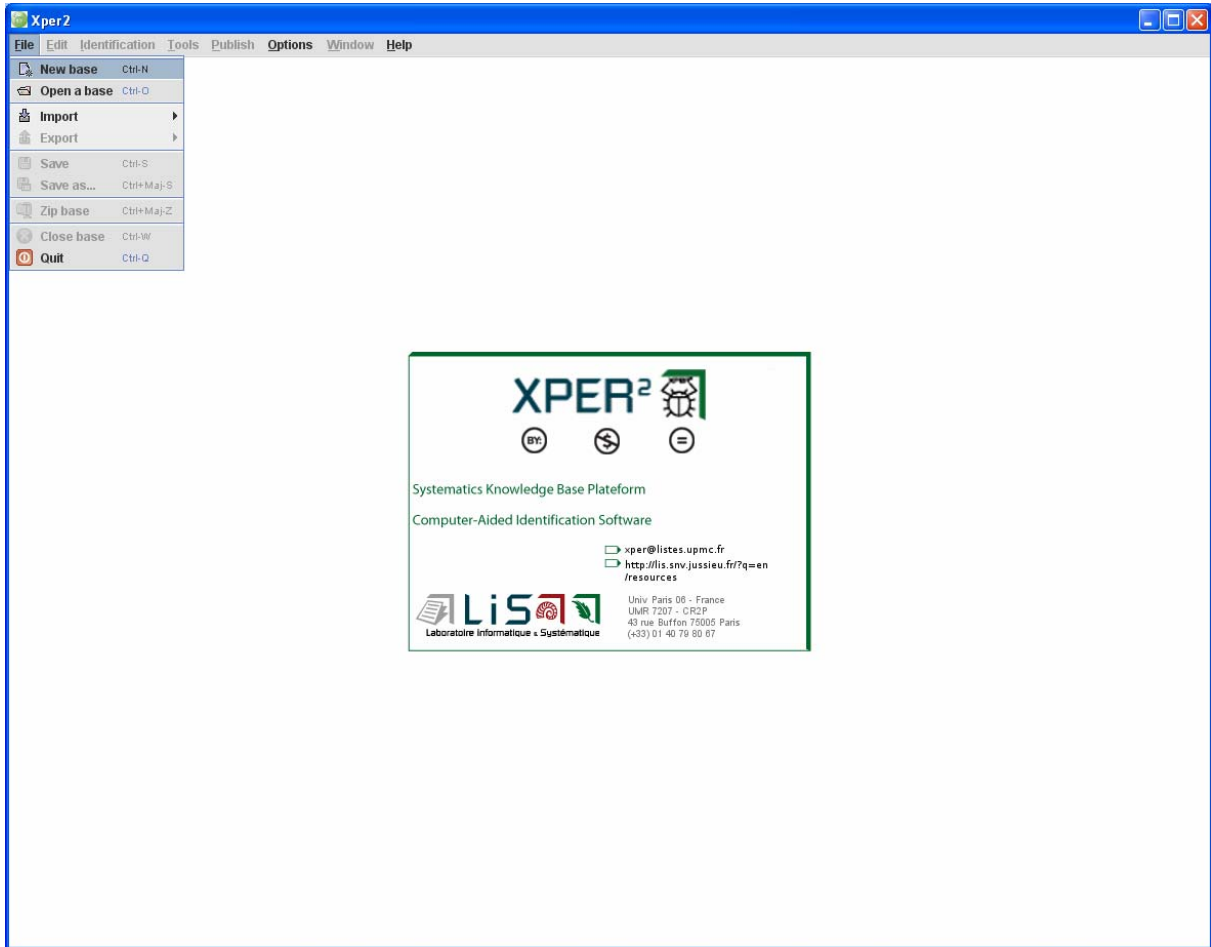 Xper2
File Edit Identification Tools Publish Options Window Help
New base Ctrl-N
Open a base Ctrl-O
Import
Export
Save Ctrl-S
Save as... Ctrl+Maj-S
Zip base Ctrl+Maj-Z
Close base Ctrl-W
Quit Ctrl-Q
XPER²
BY: $ =
Systematics Knowledge Base Plateform
Computer-Aided Identification Software
xper@listes.upmc.fr
http://lis.snv.jussieu.fr/?q=en
/resources
LiS
Laboratoire Informatique & Systématique
Univ Paris 06 - France
UMR 7207 - CR2P
43 rue Buffon 75005 Paris
(+33) 01 40 79 80 67